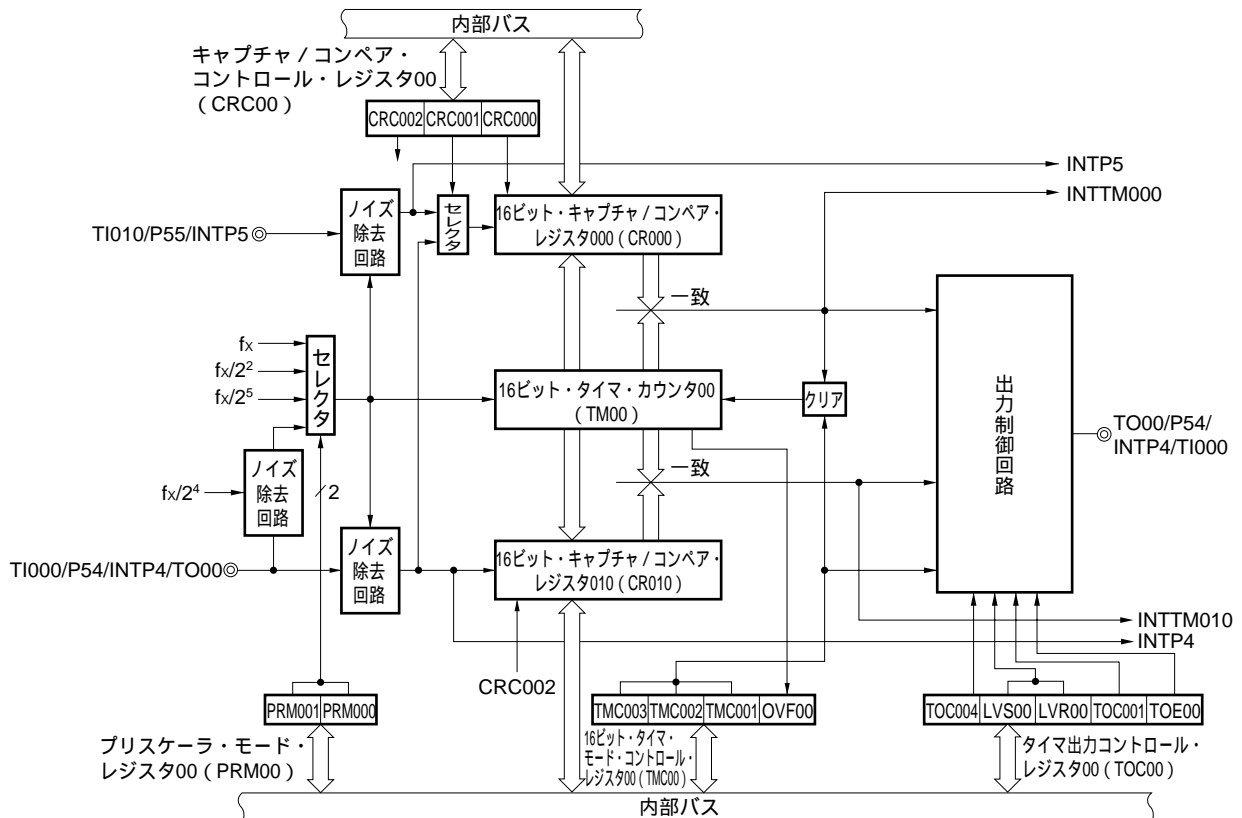 内部バス
キャプチャ / コンペア・
コントロール・レジスタ00
( CRC00 )
CRC002 CRC001 CRC000
INTP5
INTTM000
ノイズ
除去
回路
セレクタ
16ビット・キャプチャ / コンペア・
レジスタ000 ( CR000 )
TI010/P55/INTP5
一致
fx
fx/2²
fx/2⁵
セレクタ
16ビット・タイマ・カウンタ00
( TM00 )
クリア
出力制御回路
TO00/P54/
INTP4/TI000
fx/2⁴
ノイズ
除去
回路
2
一致
TI000/P54/INTP4/TO00
ノイズ
除去
回路
16ビット・キャプチャ / コンペア・
レジスタ010 ( CR010 )
INTTM010
INTP4
CRC002
PRM001 PRM000
TMC003 TMC002 TMC001 OVF00
TOC004 LVS00 LVR00 TOC001 TOE00
プリスケーラ・モード・
レジスタ00 ( PRM00 )
16ビット・タイマ・
モード・コントロール・
レジスタ00 ( TMC00 )
タイマ出力コントロール・
レジスタ00 ( TOC00 )
内部バス